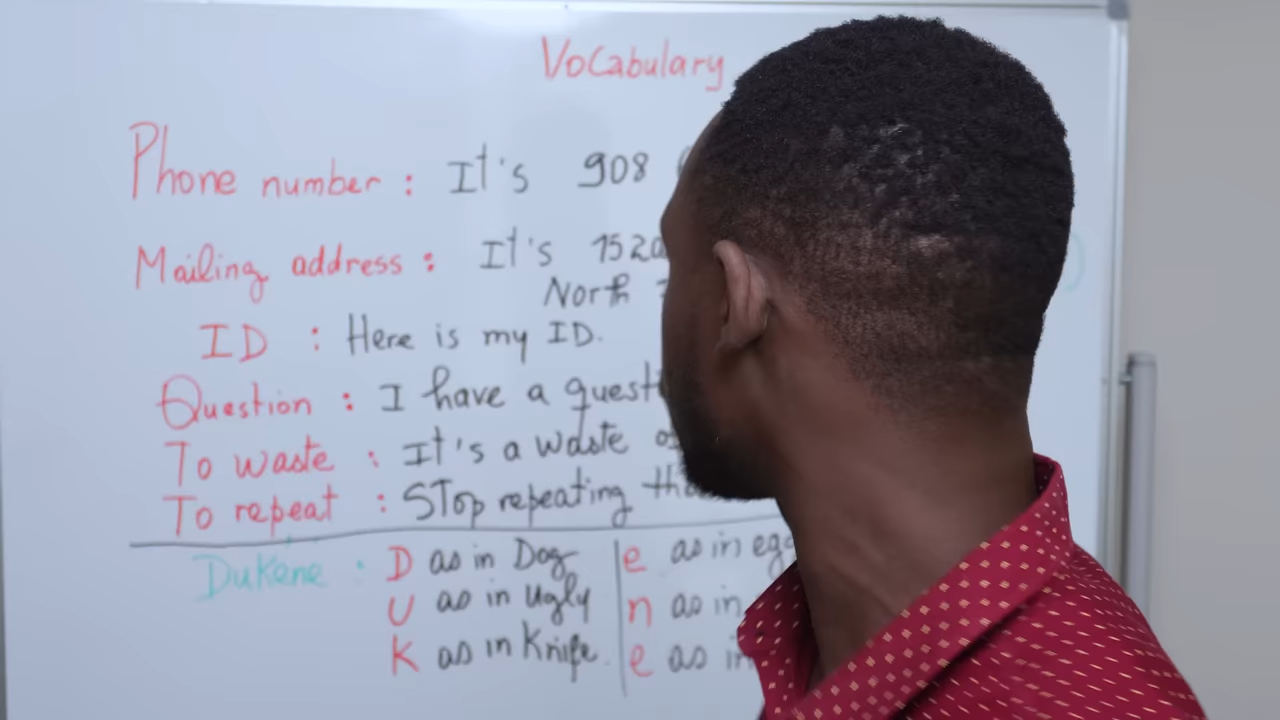 Vocabulary
Phone number : It's 908
Mailing address : It's 1520
North
ID : Here is my ID.
Question : I have a quest
To waste : It's a waste of
To repeat : Stop repeating
Dukene : D as in Dog
U as in Ugly
K as in Knife.
e as in egg
n as in
e as in